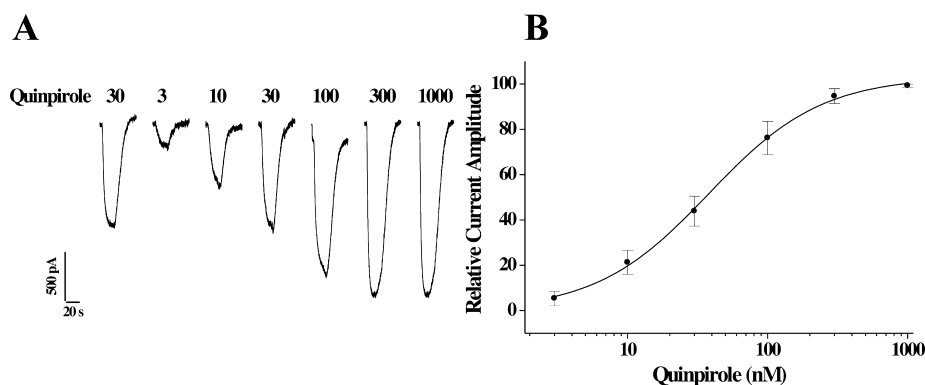 A
B
Quinpirole 30 3 10 30 100 300 1000
500 pA
20 s
Relative Current Amplitude
100
80
60
40
20
0
10 100 1000
Quinpirole (nM)